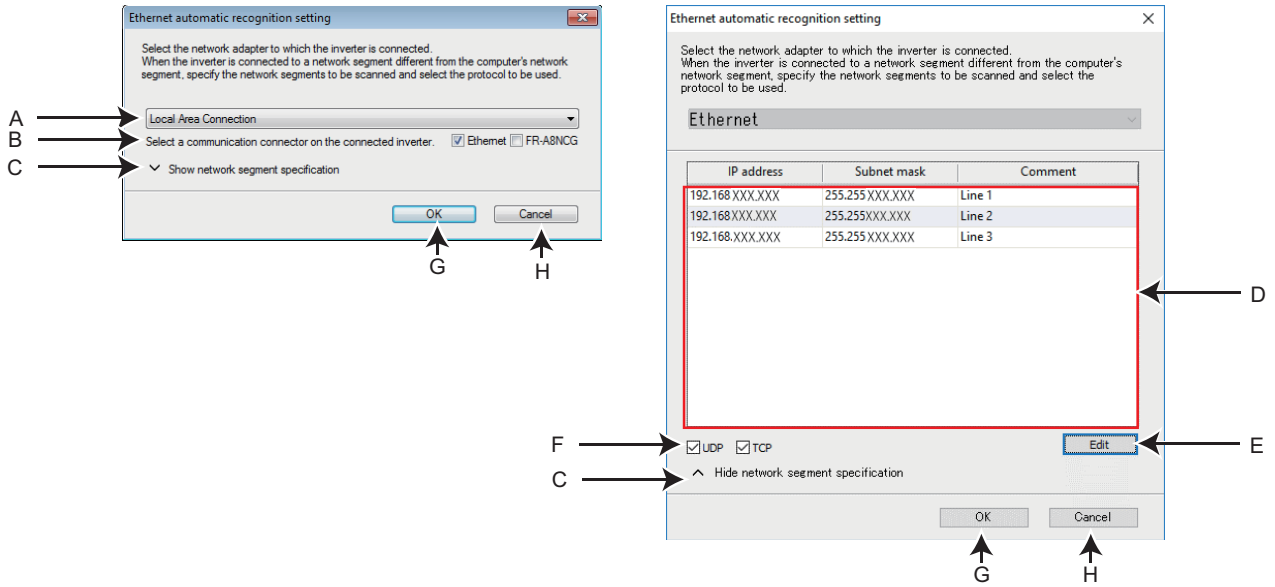 Ethernet automatic recognition setting
Select the network adapter to which the inverter is connected.
When the inverter is connected to a network segment different from the computer's network
segment, specify the network segments to be scanned and select the protocol to be used.
A
Local Area Connection
B
Select a communication connector on the connected inverter. Ethernet FR-A8NCG
C
Show network segment specification
OK Cancel
G
H
Ethernet automatic recognition setting
Select the network adapter to which the inverter is connected.
When the inverter is connected to a network segment different from the computer's
network segment, specify the network segments to be scanned and select the
protocol to be used.
Ethernet
IP address Subnet mask Comment
192.168 XXX.XXX 255.255 XXX.XXX Line 1
192.168 XXX.XXX 255.255XXX.XXX Line 2
192.168.XXX.XXX 255.255 XXX.XXX Line 3
D
F
UDP TCP
Edit
E
C
Hide network segment specification
OK Cancel
G
H